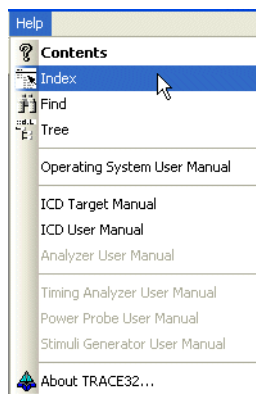 Help
Contents
Index
Find
Tree
Operating System User Manual
ICD Target Manual
ICD User Manual
Analyzer User Manual
Timing Analyzer User Manual
Power Probe User Manual
Stimuli Generator User Manual
About TRACE32...